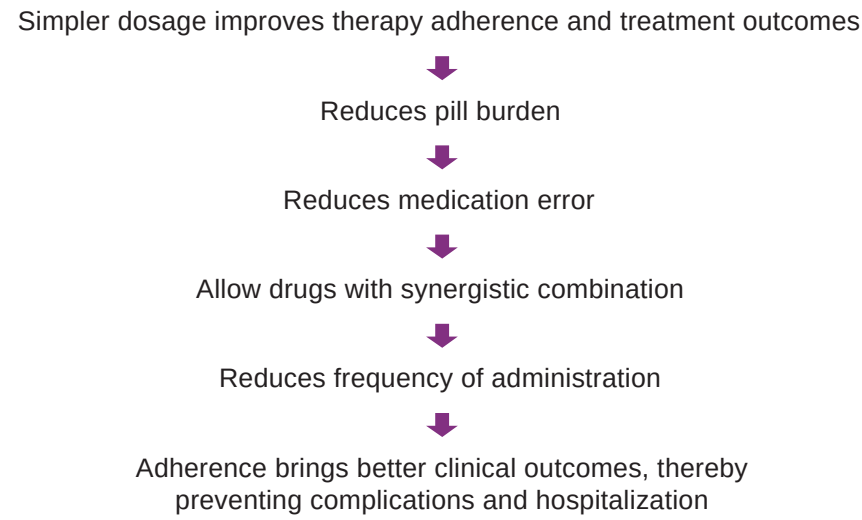 Simpler dosage improves therapy adherence and treatment outcomes
Reduces pill burden
Reduces medication error
Allow drugs with synergistic combination
Reduces frequency of administration
Adherence brings better clinical outcomes, thereby
preventing complications and hospitalization